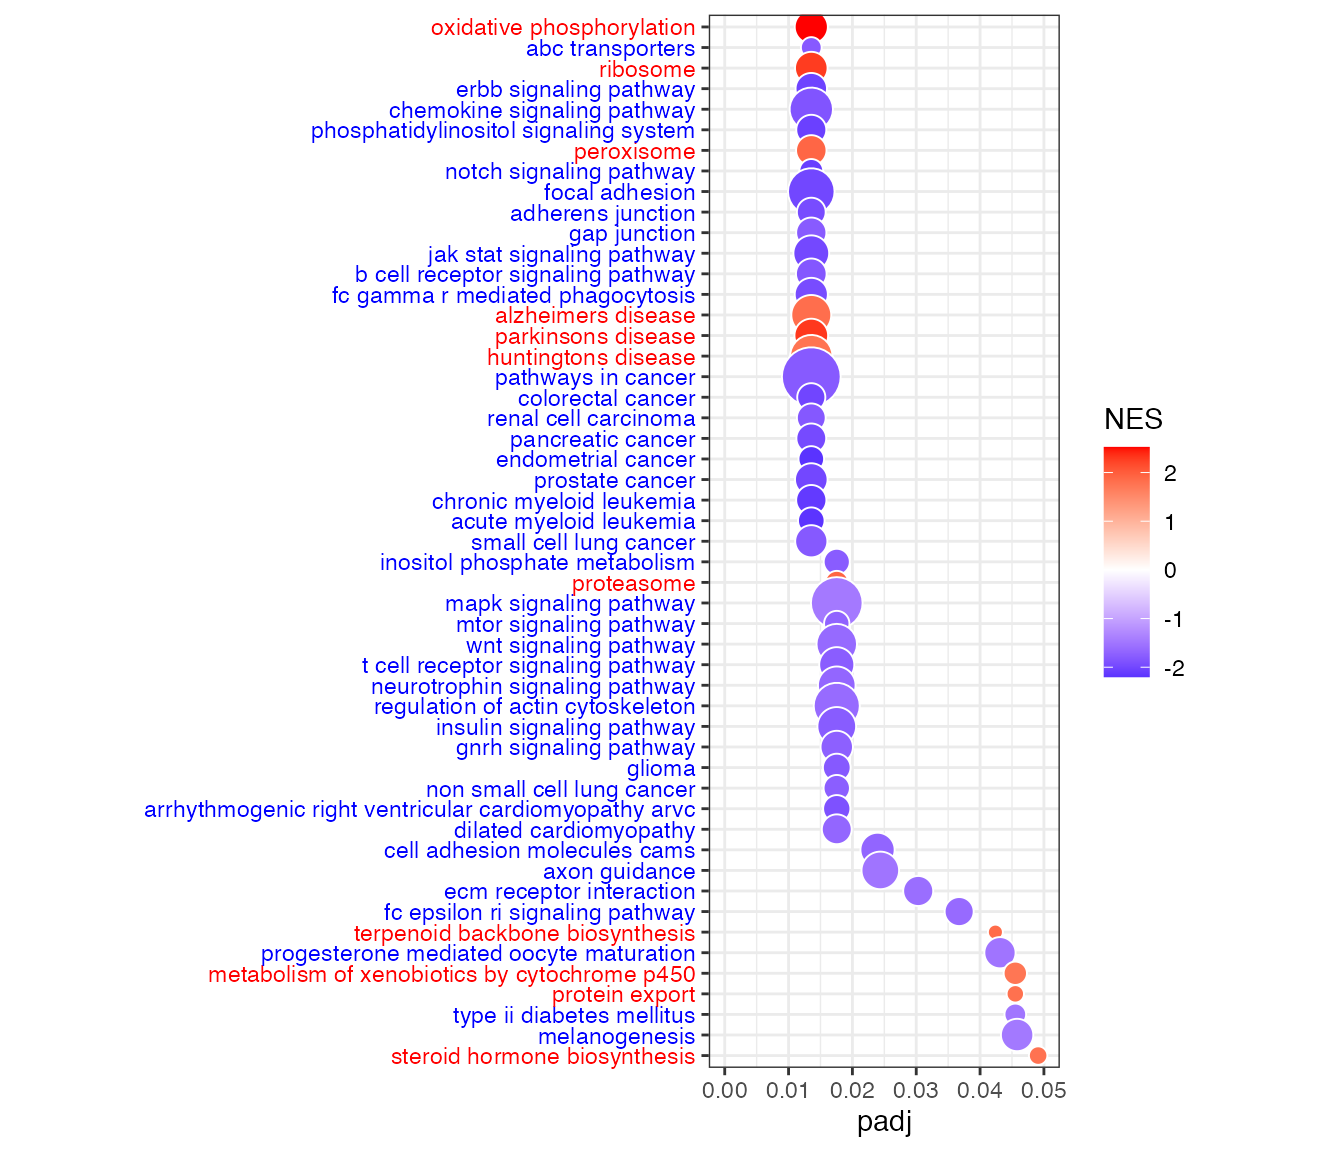 oxidative phosphorylation
abc transporters
ribosome
erbb signaling pathway
chemokine signaling pathway
phosphatidylinositol signaling system
peroxisome
notch signaling pathway
focal adhesion
adherens junction
gap junction
jak stat signaling pathway
b cell receptor signaling pathway
fc gamma r mediated phagocytosis
alzheimers disease
parkinsons disease
huntingtons disease
pathways in cancer
colorectal cancer
renal cell carcinoma
pancreatic cancer
endometrial cancer
prostate cancer
chronic myeloid leukemia
acute myeloid leukemia
small cell lung cancer
inositol phosphate metabolism
proteasome
mapk signaling pathway
mtor signaling pathway
wnt signaling pathway
t cell receptor signaling pathway
neurotrophin signaling pathway
regulation of actin cytoskeleton
insulin signaling pathway
gnrh signaling pathway
glioma
non small cell lung cancer
arrhythmogenic right ventricular cardiomyopathy arvc
dilated cardiomyopathy
cell adhesion molecules cams
axon guidance
ecm receptor interaction
fc epsilon ri signaling pathway
terpenoid backbone biosynthesis
progesterone mediated oocyte maturation
metabolism of xenobiotics by cytochrome p450
protein export
type ii diabetes mellitus
melanogenesis
steroid hormone biosynthesis
0.00 0.01 0.02 0.03 0.04 0.05
padj
NES
2
1
0
-1
-2